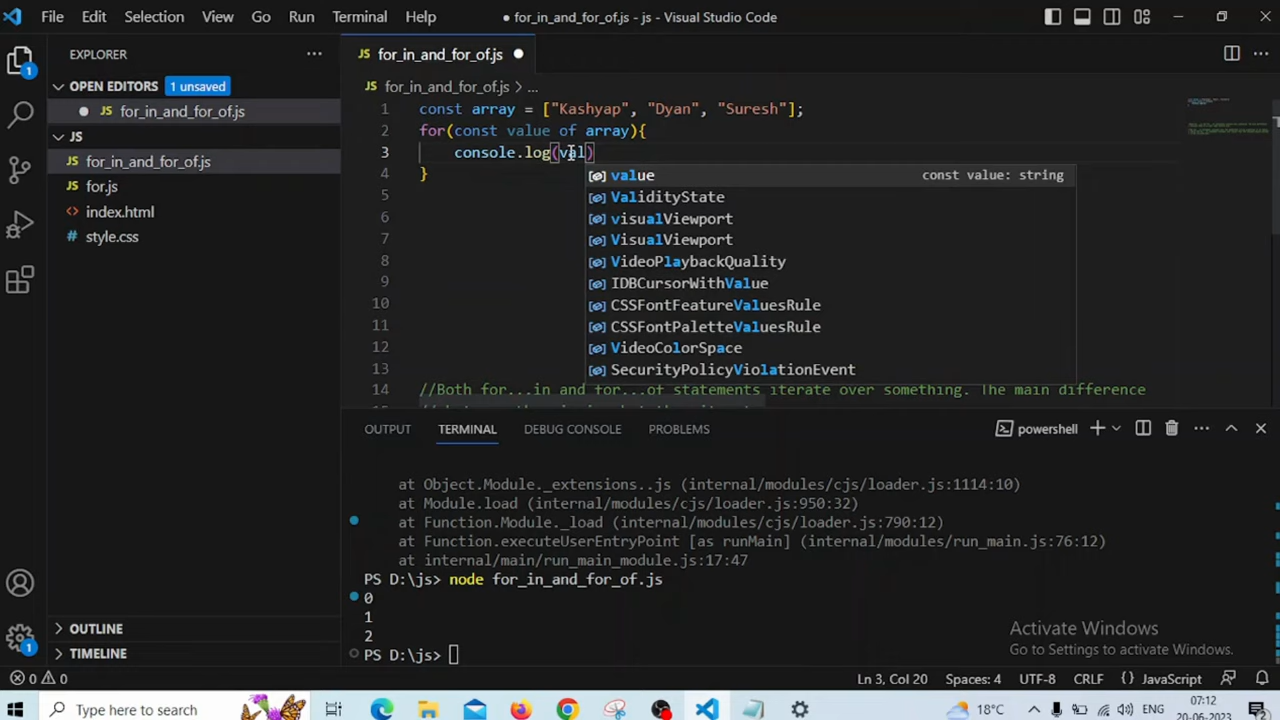 File Edit Selection View Go Run Terminal Help
● for_in_and_for_of.js - js - Visual Studio Code
EXPLORER
OPEN EDITORS 1 unsaved
for_in_and_for_of.js
JS
JS for_in_and_for_of.js
JS for.js
index.html
# style.css
OUTLINE
TIMELINE
1
1
JS for_in_and_for_of.js
JS for_in_and_for_of.js > ...
1 const array = ["Kashyap", "Dyan", "Suresh"];
2 for(const value of array){
3 console.log(val)
4 }
5
6
7
8
9
10
11
12
13
14 //Both for...in and for...of statements iterate over something. The main difference
value const value: string
ValidityState
visualViewport
VisualViewport
VideoPlaybackQuality
IDBCursorWithValue
CSSFontFeatureValuesRule
CSSFontPaletteValuesRule
VideoColorSpace
SecurityPolicyViolationEvent
OUTPUT TERMINAL DEBUG CONSOLE PROBLEMS
powershell
at Object.Module._extensions..js (internal/modules/cjs/loader.js:1114:10)
at Module.load (internal/modules/cjs/loader.js:950:32)
at Function.Module._load (internal/modules/cjs/loader.js:790:12)
at Function.executeUserEntryPoint [as runMain] (internal/modules/run_main.js:76:12)
at internal/main/run_main_module.js:17:47
PS D:\js> node for_in_and_for_of.js
0
1
2
PS D:\js>
Activate Windows
Go to Settings to activate Windows.
0 0 Ln 3, Col 20 Spaces: 4 UTF-8 CRLF {} JavaScript
Type here to search
18°C
ENG
07:12
20-06-2023
2